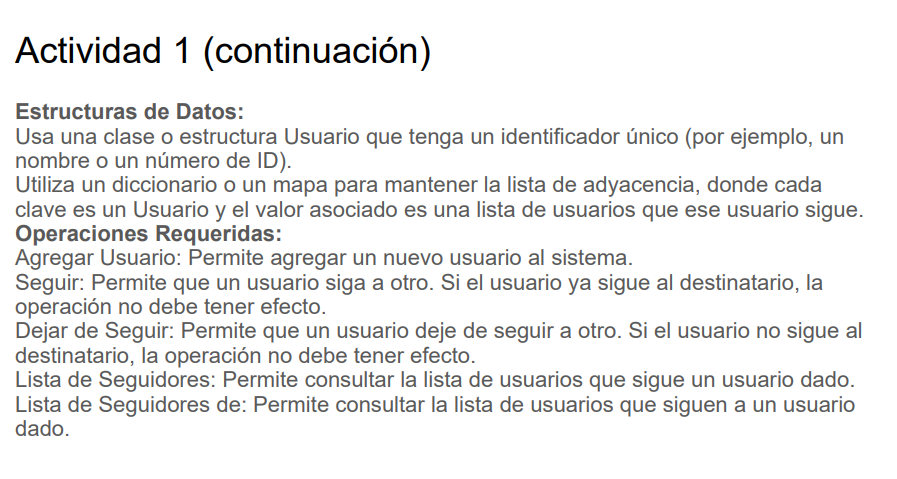 Actividad 1 (continuación)
Estructuras de Datos:
Usa una clase o estructura Usuario que tenga un identificador único (por ejemplo, un
nombre o un número de ID).
Utiliza un diccionario o un mapa para mantener la lista de adyacencia, donde cada
clave es un Usuario y el valor asociado es una lista de usuarios que ese usuario sigue.
Operaciones Requeridas:
Agregar Usuario: Permite agregar un nuevo usuario al sistema.
Seguir: Permite que un usuario siga a otro. Si el usuario ya sigue al destinatario, la
operación no debe tener efecto.
Dejar de Seguir: Permite que un usuario deje de seguir a otro. Si el usuario no sigue al
destinatario, la operación no debe tener efecto.
Lista de Seguidores: Permite consultar la lista de usuarios que sigue un usuario dado.
Lista de Seguidores de: Permite consultar la lista de usuarios que siguen a un usuario
dado.